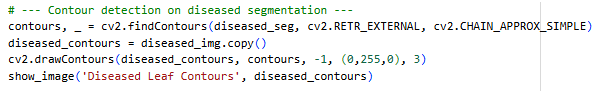 # --- Contour detection on diseased segmentation ---
contours, _ = cv2.findContours(diseased_seg, cv2.RETR_EXTERNAL, cv2.CHAIN_APPROX_SIMPLE)
diseased_contours = diseased_img.copy()
cv2.drawContours(diseased_contours, contours, -1, (0,255,0), 3)
show_image('Diseased Leaf Contours', diseased_contours)